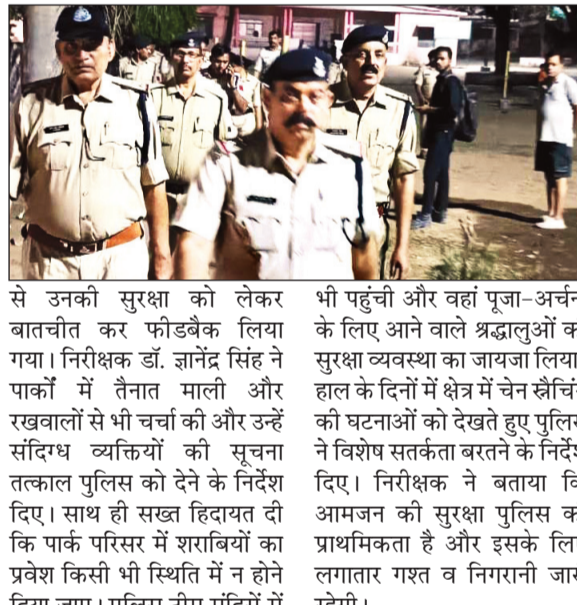 से उनकी सुरक्षा को लेकर
बातचीत कर फीडबैक लिया
गया। निरीक्षक डॉ. ज्ञानेंद्र सिंह ने
पार्कों में तैनात माली और
रखवालों से भी चर्चा की और उन्हें
संदिग्ध व्यक्तियों की सूचना
तत्काल पुलिस को देने के निर्देश
दिए। साथ ही सख्त हिदायत दी
कि पार्क परिसर में शराबियों का
प्रवेश किसी भी स्थिति में न होने
दिया जाए। पुलिस टीम मंदिरों में
भी पहुंची और वहां पूजा-अर्चन
के लिए आने वाले श्रद्धालुओं
सुरक्षा व्यवस्था का जायजा लिया
हाल के दिनों में क्षेत्र में चेन
की घटनाओं को देखते हुए पुलिस
ने विशेष सतर्कता बरतने के
दिए। निरीक्षक ने बताया
आमजन की सुरक्षा पुलिस
प्राथमिकता है और इसके
लगातार गश्त व निगरानी
रहेगी।